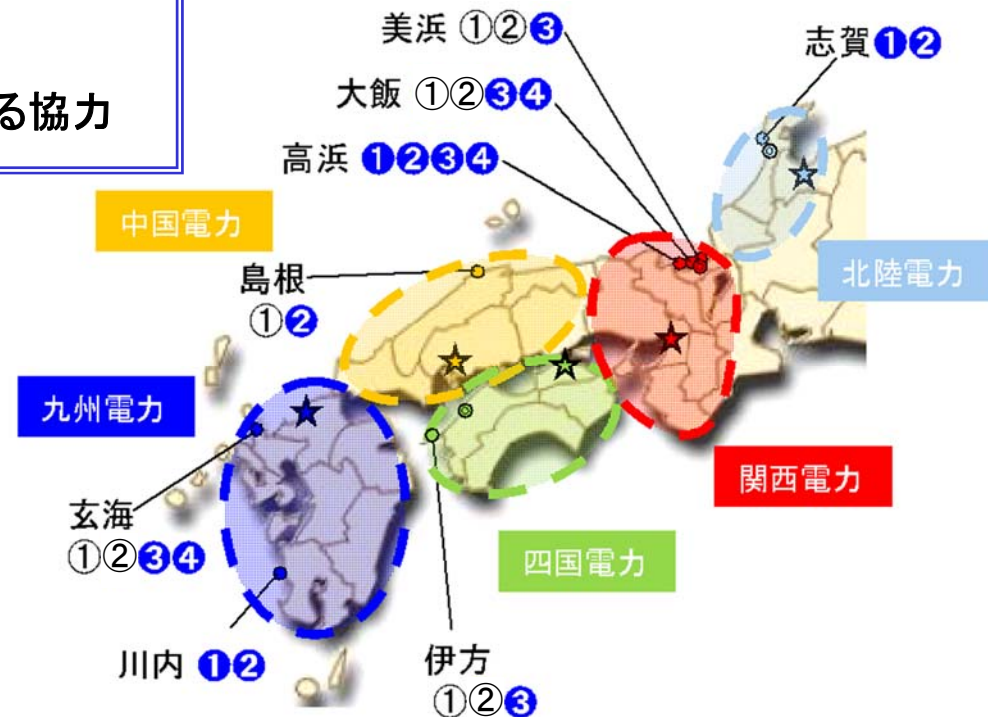 る協力
美浜 ①②❸
志賀❶❷
大飯 ①②❸❹
高浜 ❶❷❸❹
中国電力
北陸電力
島根
①❷
九州電力
関西電力
玄海
①②❸❹
四国電力
川内 ❶❷
伊方
①②❸